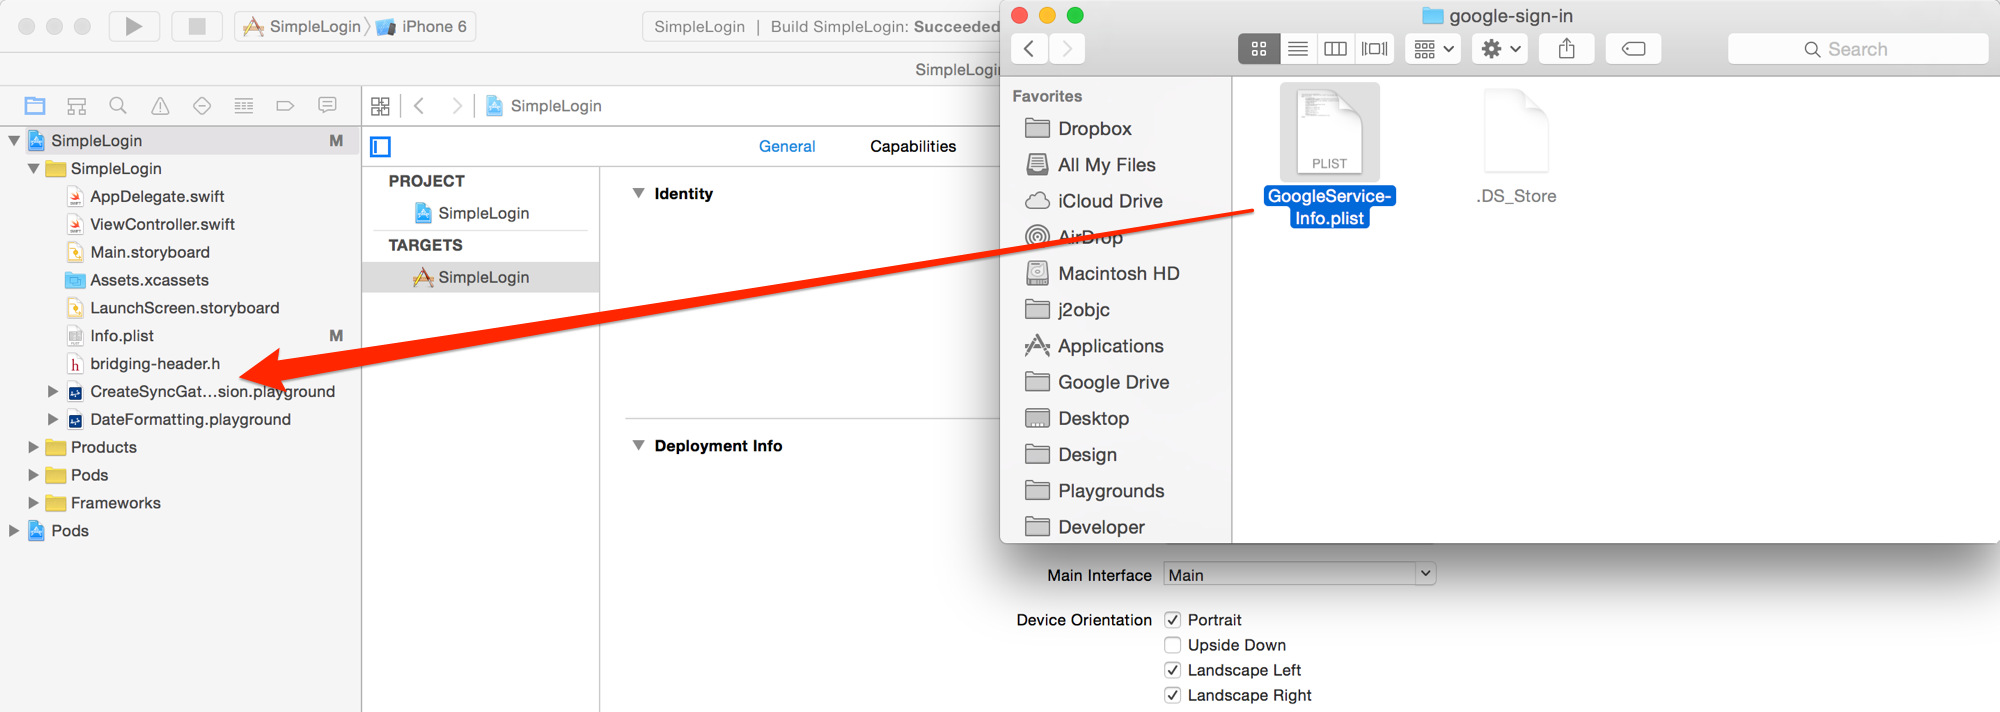 SimpleLogin
iPhone 6
SimpleLogin | Build SimpleLogin: Succeeded
SimpleLogin
SimpleLogin
SimpleLogin M
SimpleLogin
AppDelegate.swift
ViewController.swift
Main.storyboard
Assets.xcassets
LaunchScreen.storyboard
Info.plist M
bridging-header.h
CreateSyncGat...sion.playground
DateFormatting.playground
Products
Pods
Frameworks
Pods
General Capabilities
PROJECT
SimpleLogin
TARGETS
SimpleLogin
Identity
Deployment Info
Main Interface Main
Device Orientation Portrait
Upside Down
Landscape Left
Landscape Right
google-sign-in
Search
Favorites
Dropbox
All My Files
iCloud Drive
AirDrop
Macintosh HD
j2objc
Applications
Google Drive
Desktop
Design
Playgrounds
Developer
PLIST
GoogleService-
Info.plist
.DS_Store